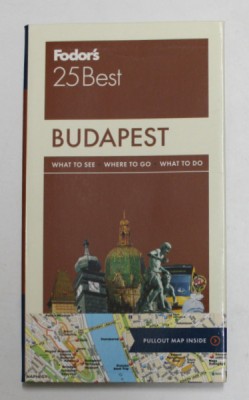 Fodor's
25 Best
BUDAPEST
WHAT TO SEE WHERE TO GO WHAT TO DO
PULLOUT MAP INSIDE